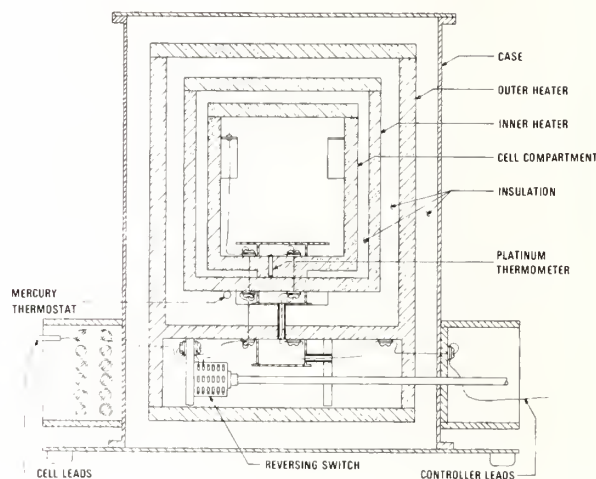 CASE
OUTER HEATER
INNER HEATER
CELL COMPARTMENT
INSULATION
PLATINUM
THERMOMETER
MERCURY
THERMOSTAT
CELL LEADS
REVERSING SWITCH
CONTROLLER LEADS